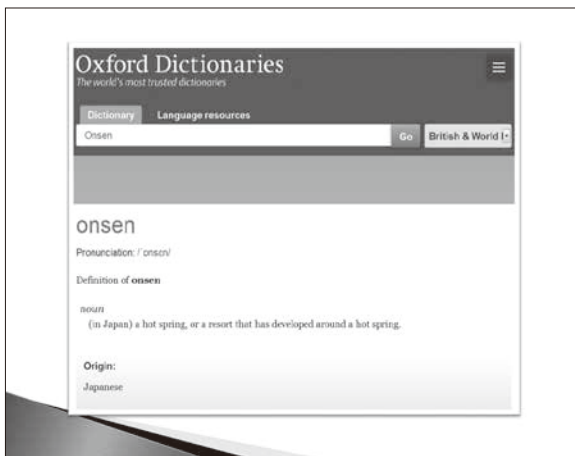 Oxford Dictionaries
The world's most trusted dictionaries
Dictionary Language resources
Onsen Go British & World
onsen
Pronunciation: /ˈɒnsɛn/
Definition of onsen
noun
(in Japan) a hot spring, or a resort that has developed around a hot spring.
Origin:
Japanese